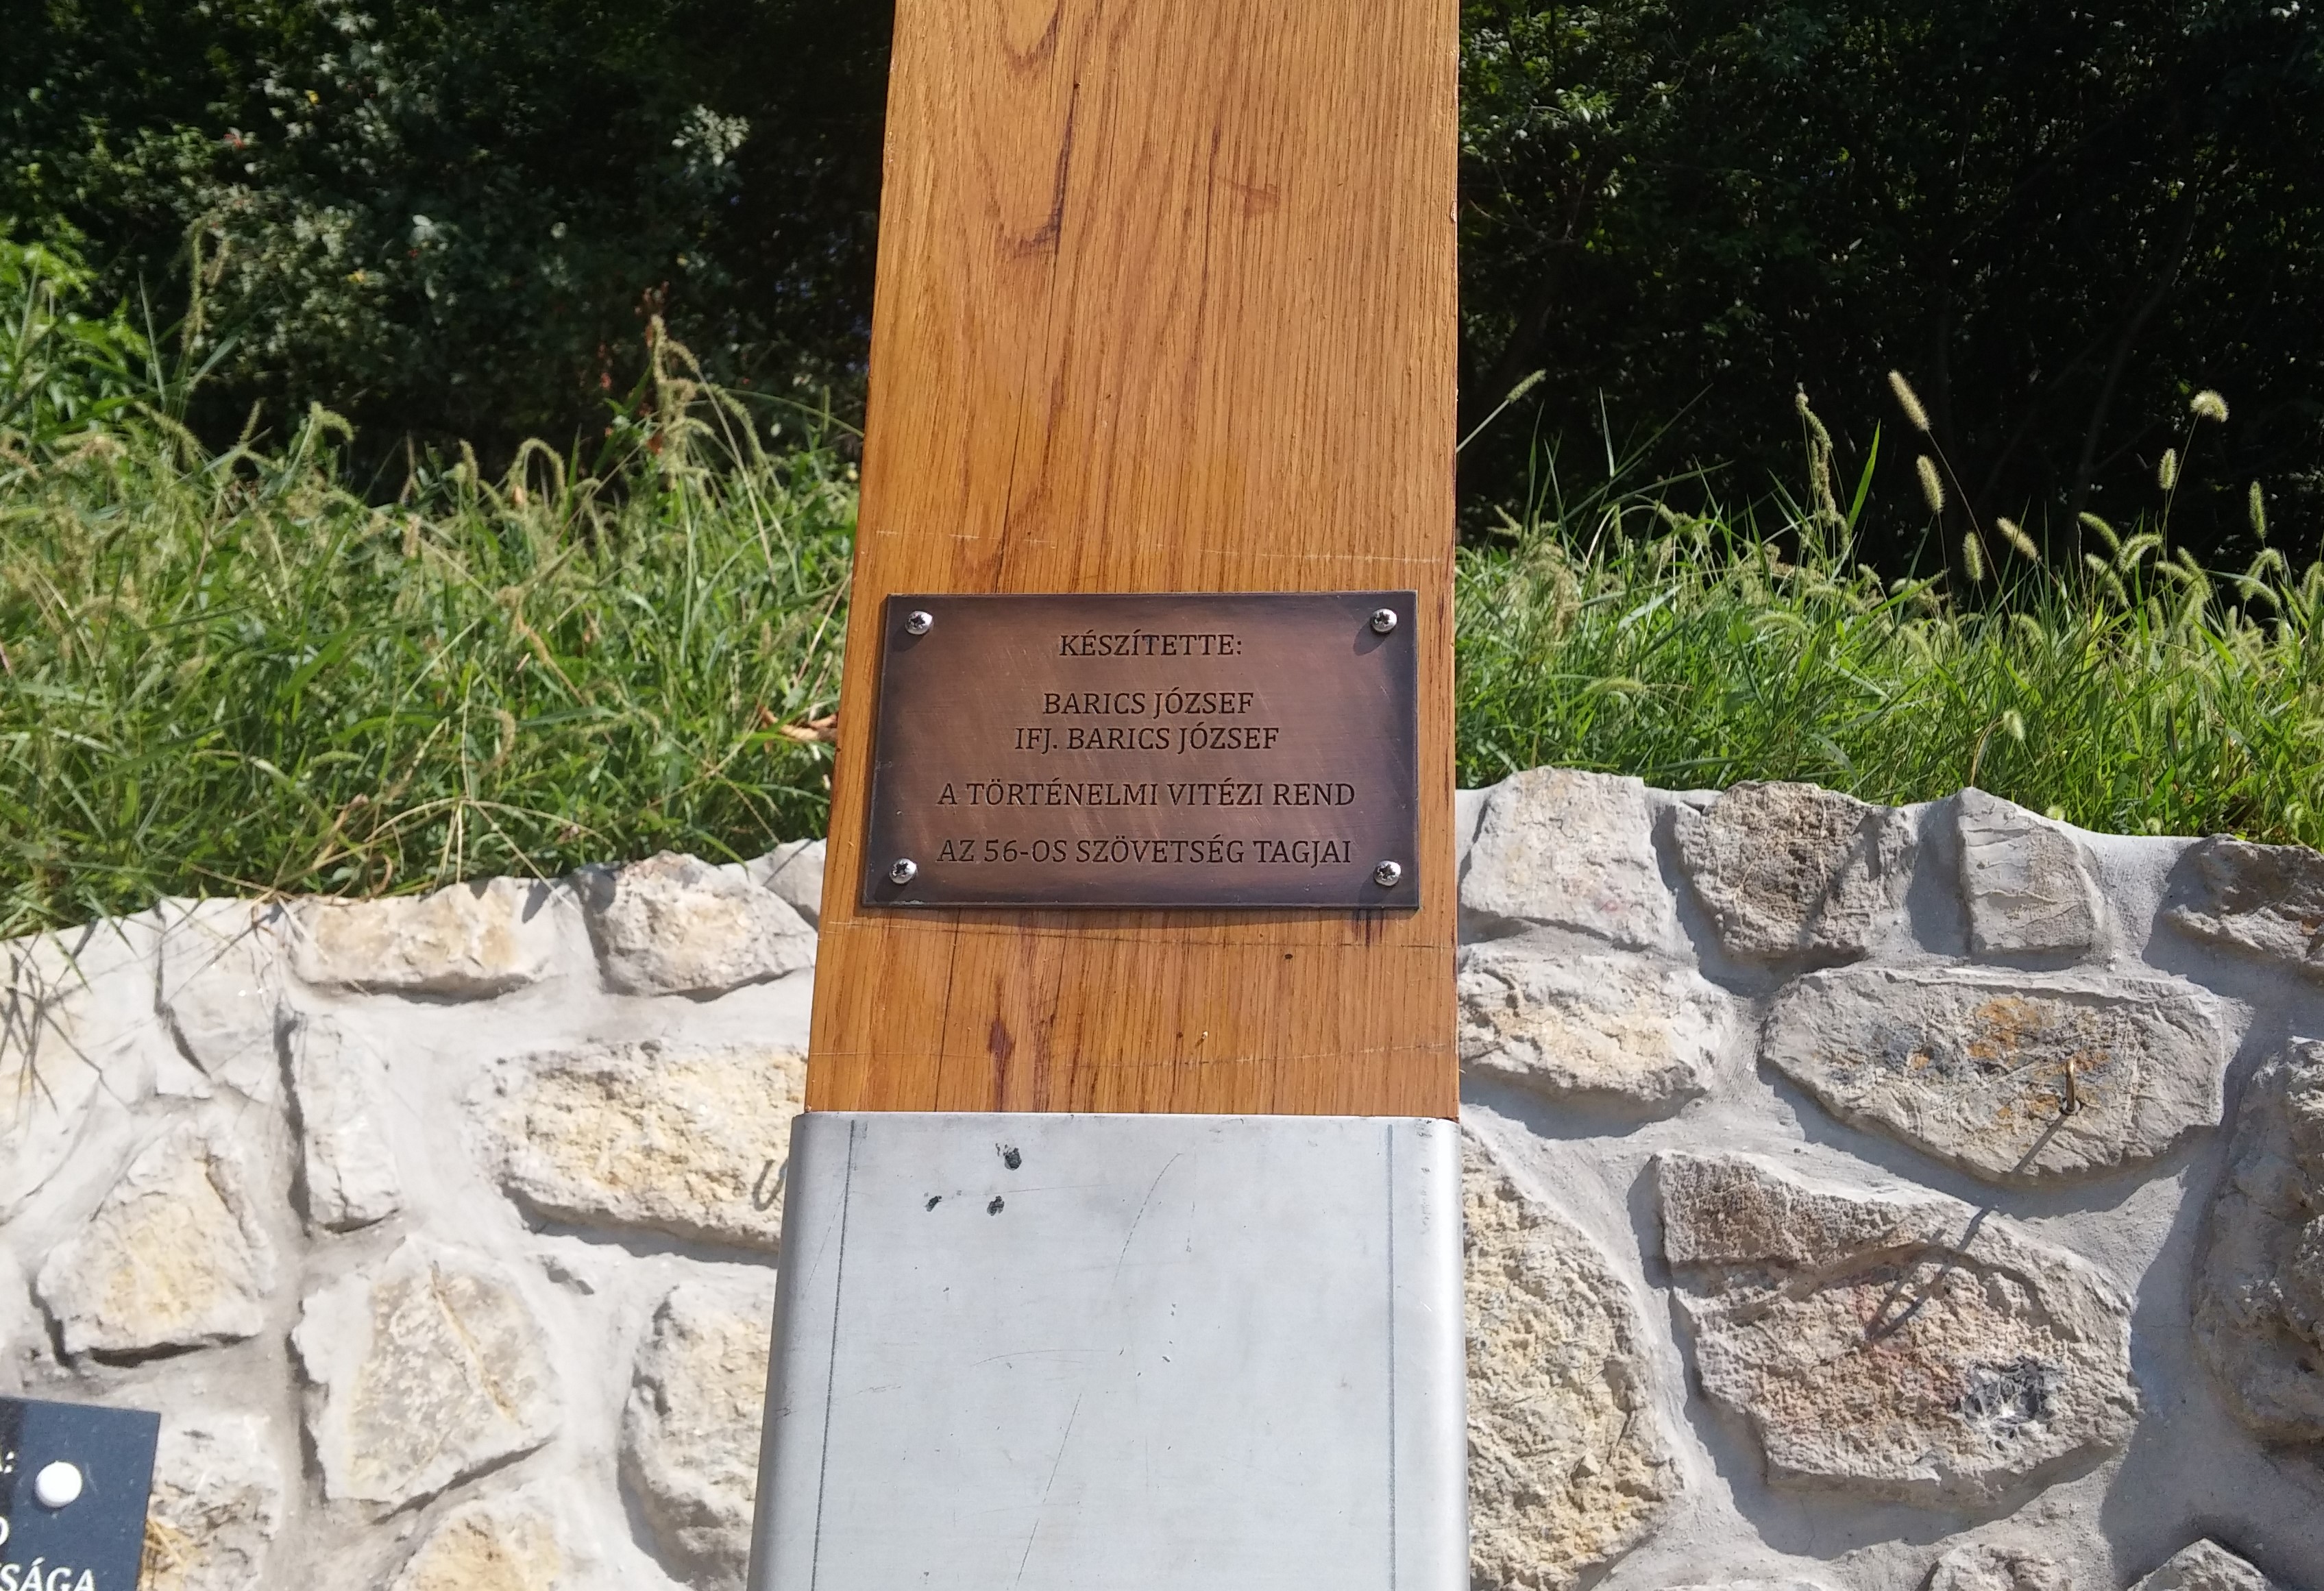 KÉSZÍTETTE:
BARICS JÓZSEF
IFJ. BARICS JÓZSEF
A TÖRTÉNELMI VITÉZI REND
AZ 56-OS SZÖVETSÉG TAGJAI